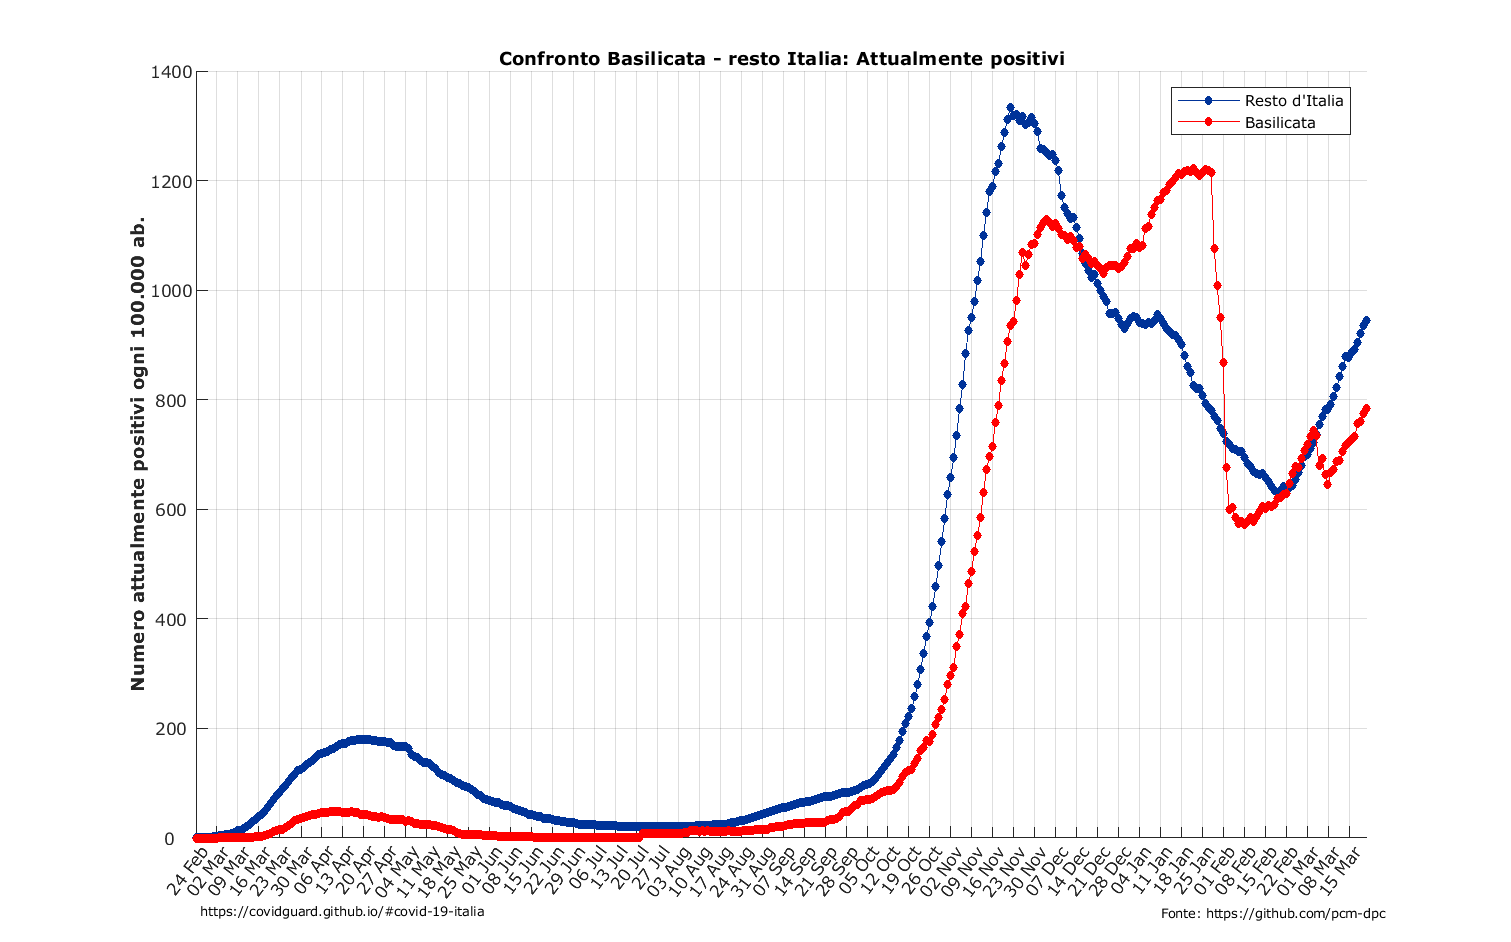 Confronto Basilicata - resto Italia: Attualmente positivi
Resto d'Italia
Basilicata
Numero attualmente positivi ogni 100.000 ab.
1400
1200
1000
800
600
400
200
0
24 Feb
02 Mar
09 Mar
16 Mar
23 Mar
30 Mar
06 Apr
13 Apr
20 Apr
27 Apr
04 May
11 May
18 May
25 May
01 Jun
08 Jun
15 Jun
22 Jun
29 Jun
06 Jul
13 Jul
20 Jul
27 Jul
03 Aug
10 Aug
17 Aug
24 Aug
31 Aug
07 Sep
14 Sep
21 Sep
28 Sep
05 Oct
12 Oct
19 Oct
26 Oct
02 Nov
09 Nov
16 Nov
23 Nov
30 Nov
07 Dec
14 Dec
21 Dec
28 Dec
04 Jan
11 Jan
18 Jan
25 Jan
01 Feb
08 Feb
15 Feb
22 Feb
01 Mar
08 Mar
15 Mar
https://covidguard.github.io/#covid-19-italia
Fonte: https://github.com/pcm-dpc